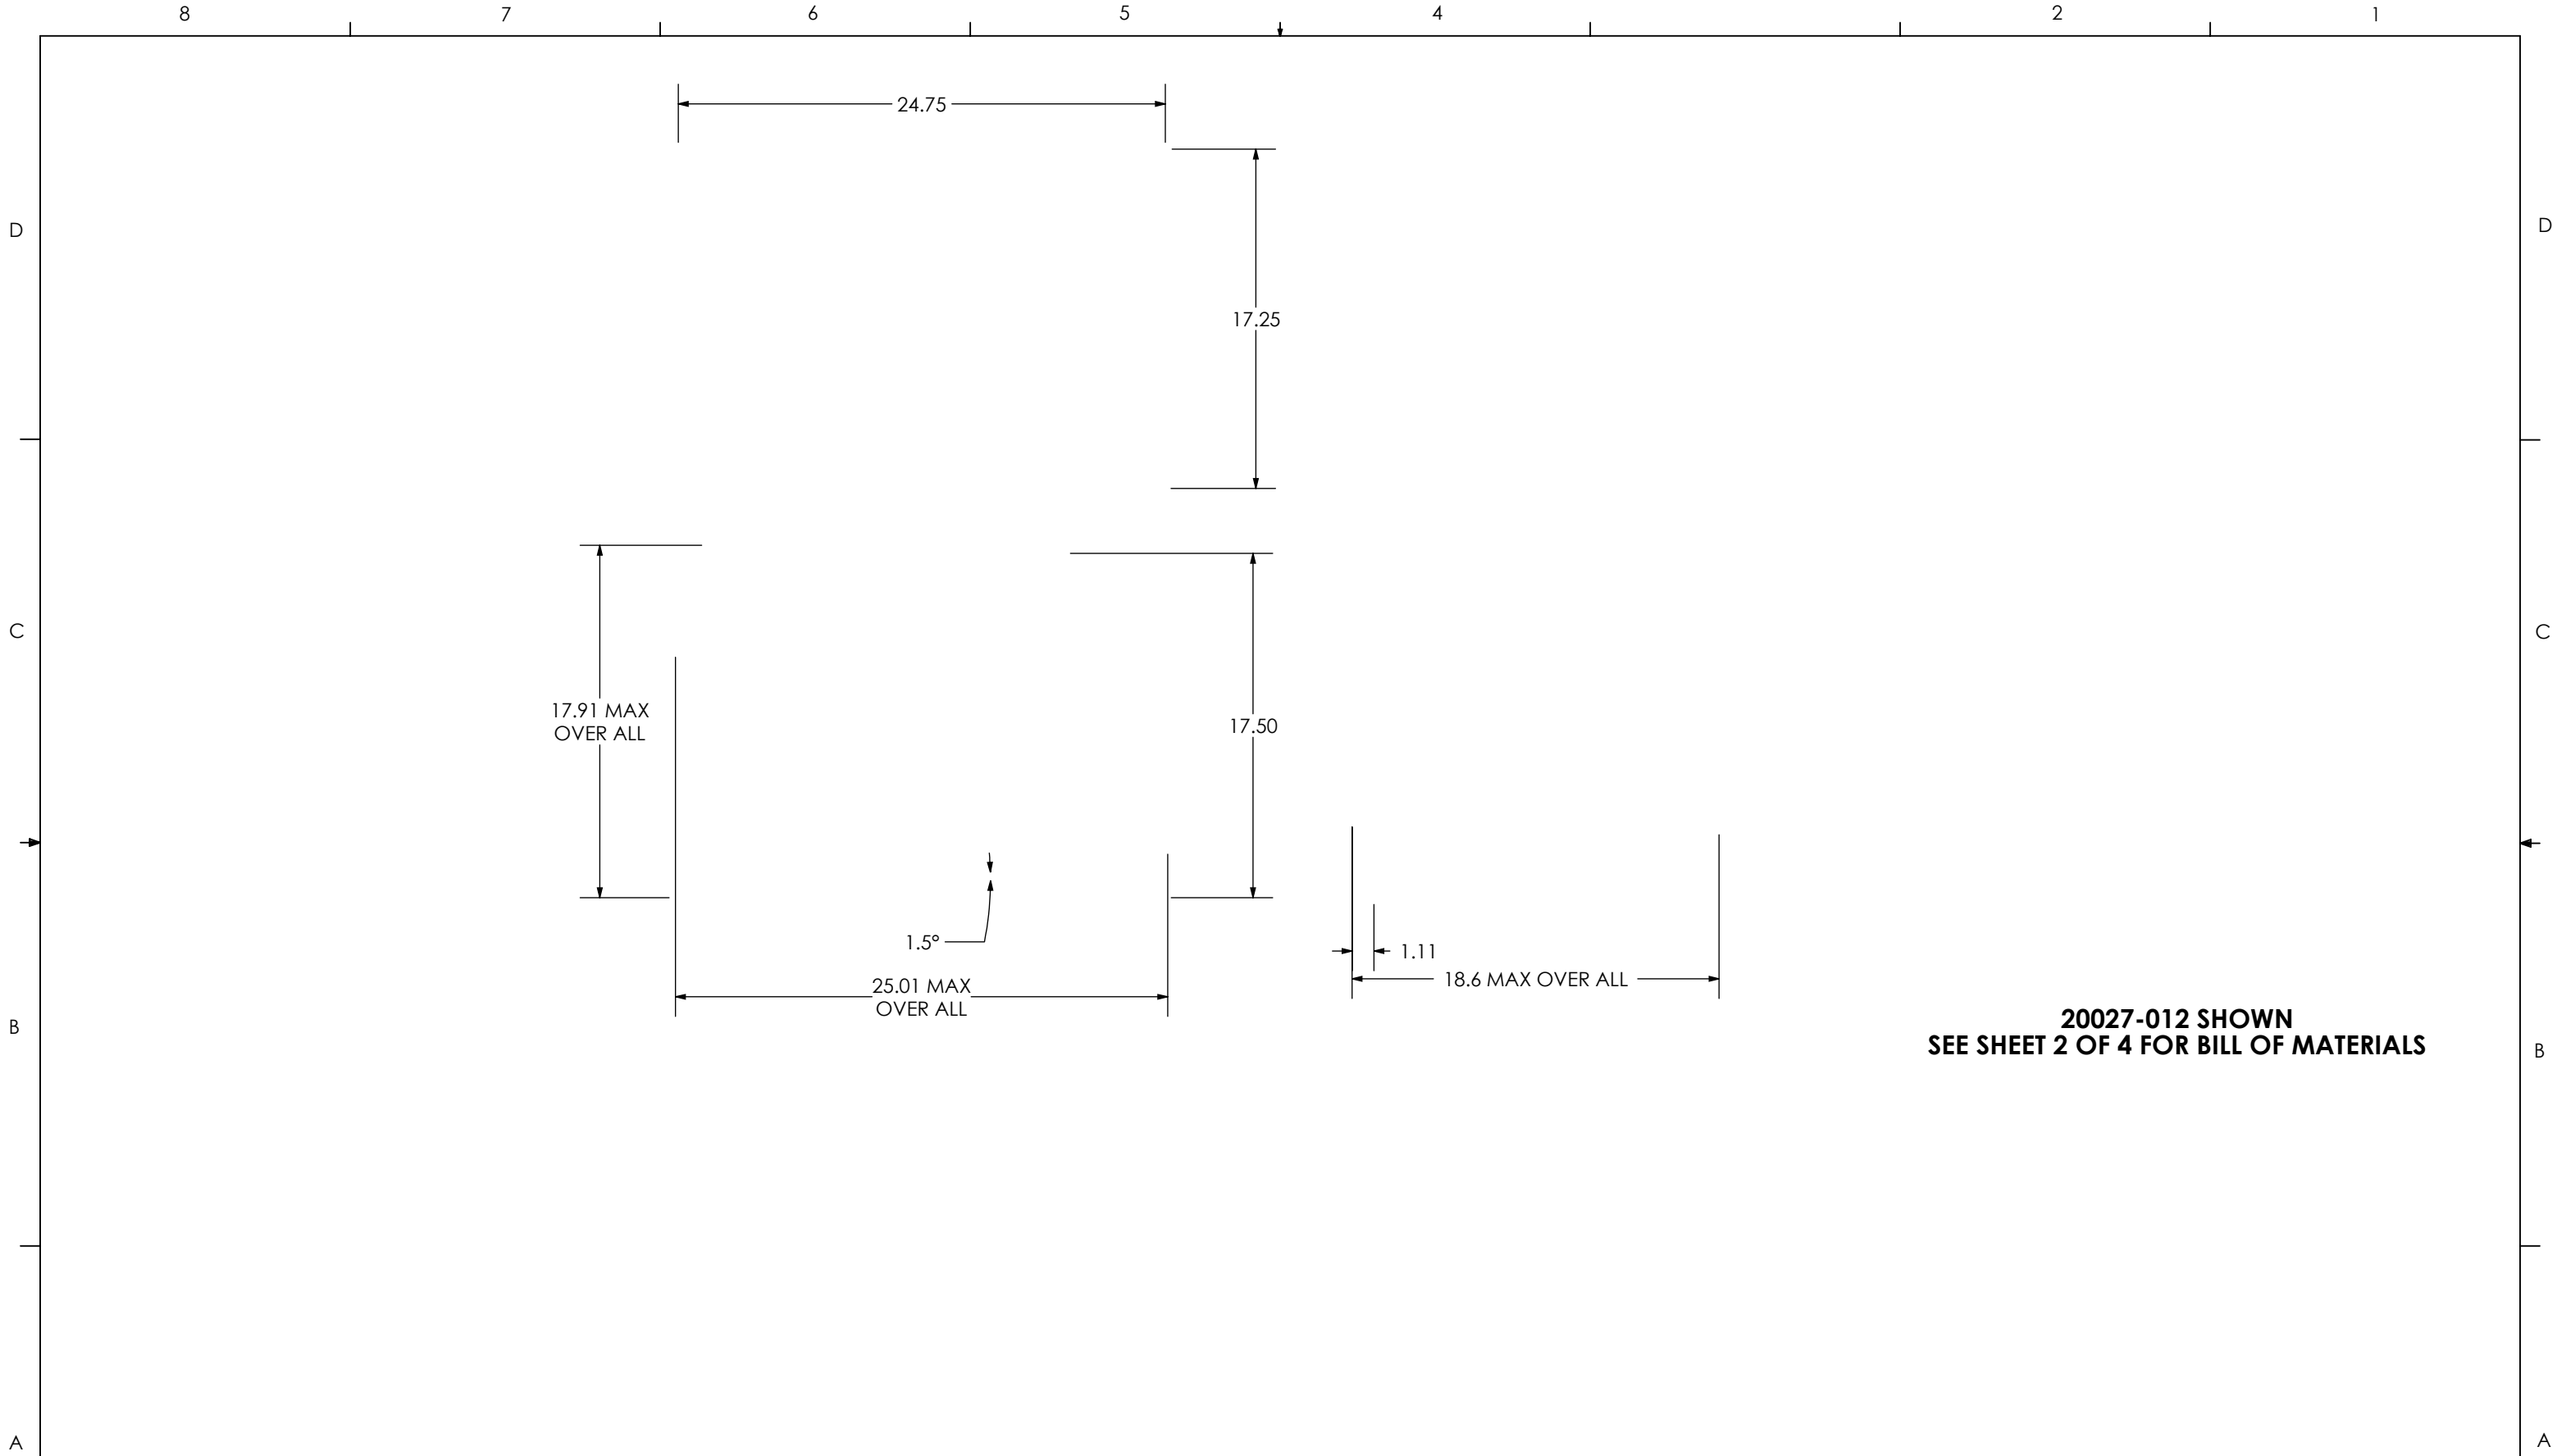 8 7 6 5 4 2 1
24.75
D D
17.25
C C
17.91 MAX
OVER ALL
17.50
1.5°
1.11
18.6 MAX OVER ALL
25.01 MAX
OVER ALL
20027-012 SHOWN
SEE SHEET 2 OF 4 FOR BILL OF MATERIALS
B B
A A